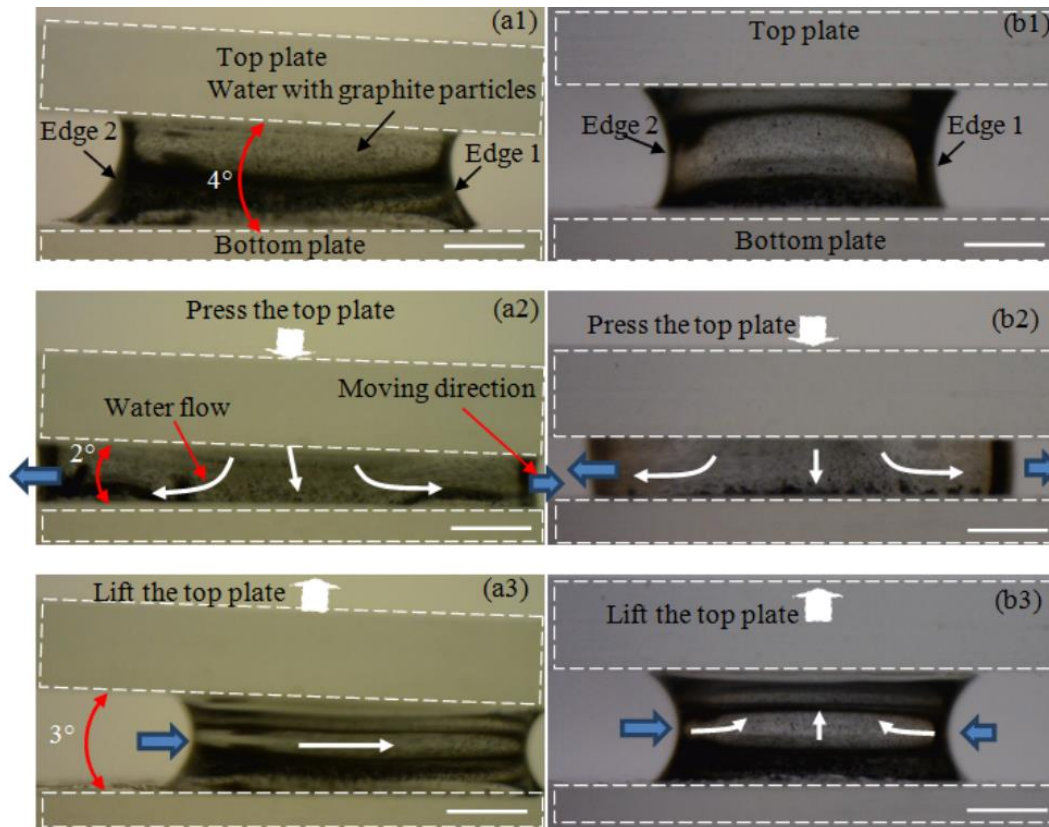 (a1)
Top plate
Water with graphite particles
Edge 2
Edge 1
4°
Bottom plate
(b1)
Top plate
Edge 2
Edge 1
Bottom plate
(a2)
Press the top plate
Moving direction
Water flow
2°
(b2)
Press the top plate
(a3)
Lift the top plate
3°
(b3)
Lift the top plate